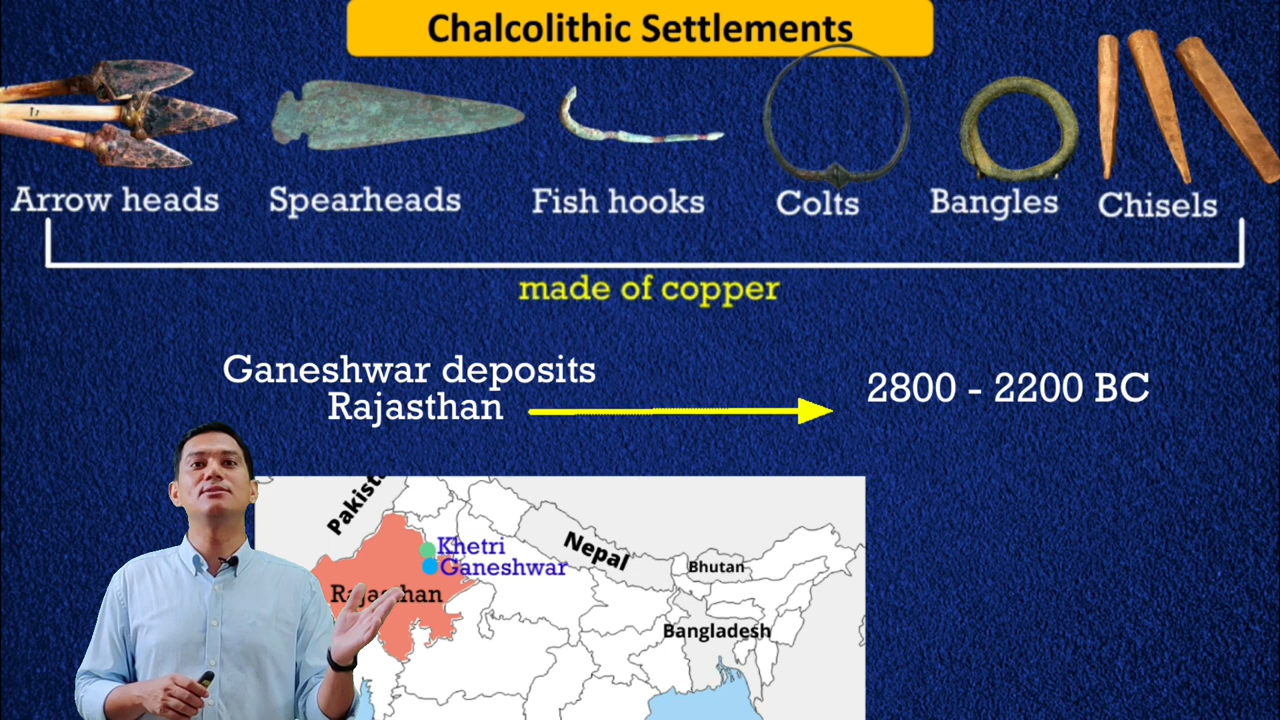 Chalcolithic Settlements
Arrow heads
Spearheads
Fish hooks
Colts
Bangles
Chisels
made of copper
Ganeshwar deposits
Rajasthan
2800 - 2200 BC
Khetri
Ganeshwar
Rajasthan
Nepal
Bhutan
Bangladesh